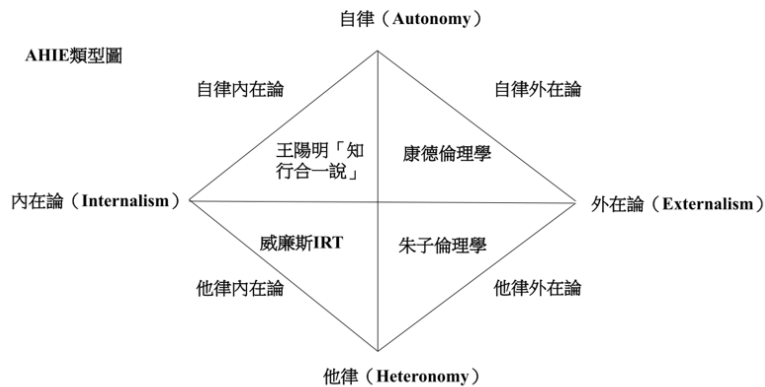 自律（Autonomy）
AHIE類型圖
自律內在論
自律外在論
王陽明「知
行合一說」
康德倫理學
內在論（Internalism）
外在論（Externalism）
威廉斯IRT
朱子倫理學
他律內在論
他律外在論
他律（Heteronomy）